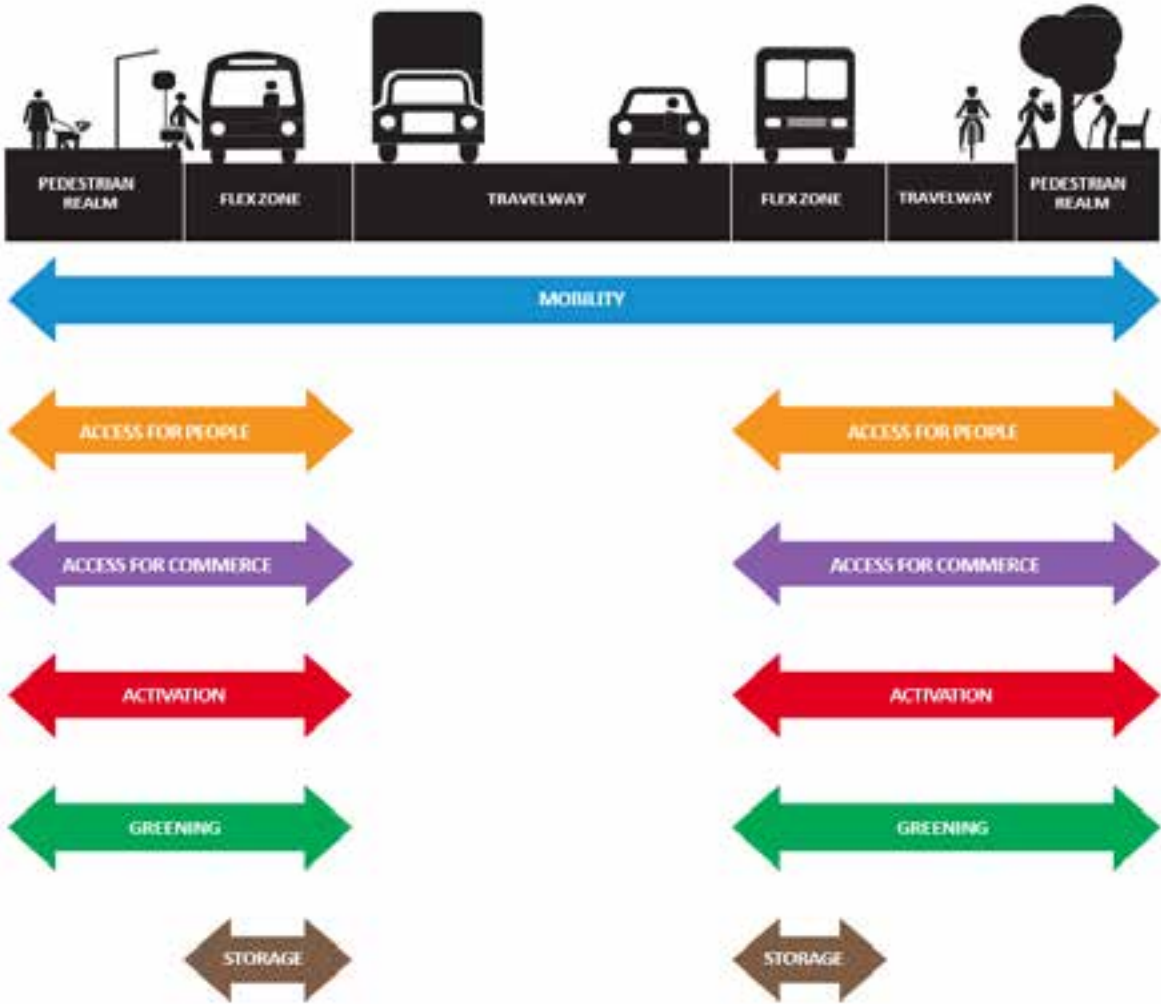 PEDESTRIAN
REALM
FLEX ZONE
TRAVELWAY
FLEX ZONE
TRAVELWAY
PEDESTRIAN
REALM
MOBILITY
ACCESS FOR PEOPLE
ACCESS FOR PEOPLE
ACCESS FOR COMMERCE
ACCESS FOR COMMERCE
ACTIVATION
ACTIVATION
GREENING
GREENING
STORAGE
STORAGE